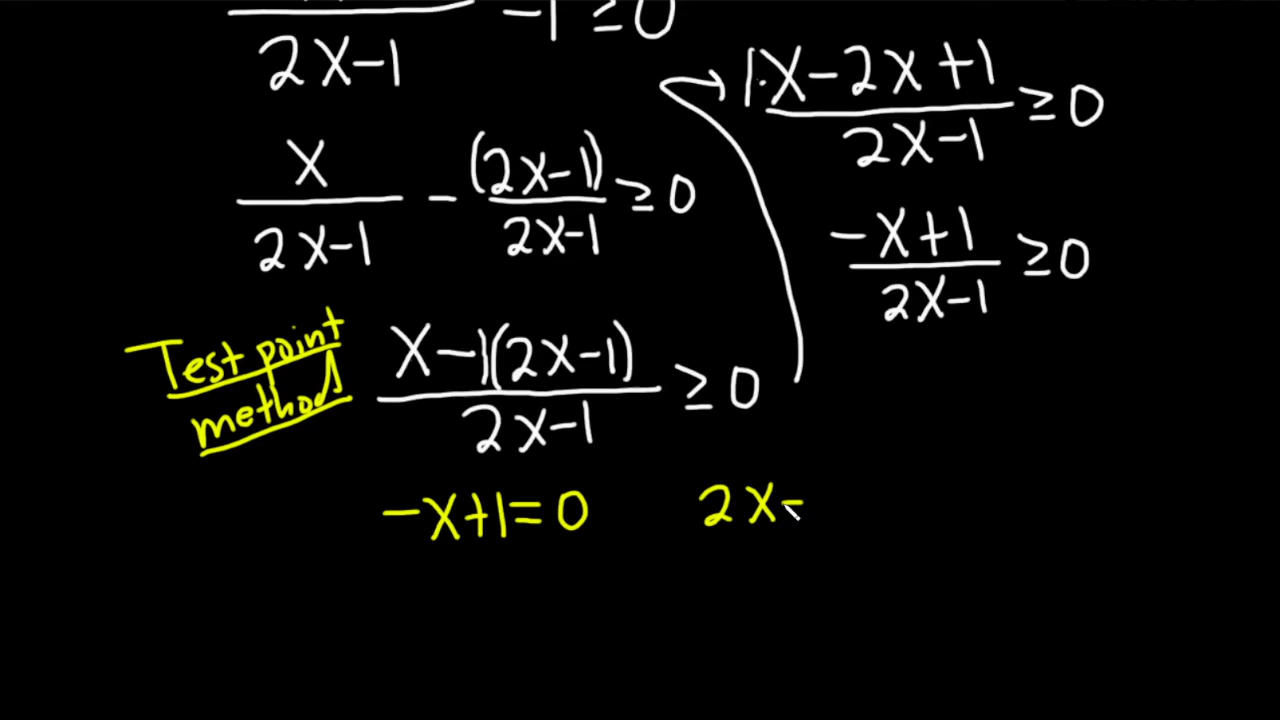 2x-1 -1 ≥ 0
x/2x-1 - (2x-1)/2x-1 ≥ 0
Test point
method
x-1(2x-1)/2x-1 ≥ 0
1·x-2x+1/2x-1 ≥ 0
-x+1/2x-1 ≥ 0
-x+1=0 2x-